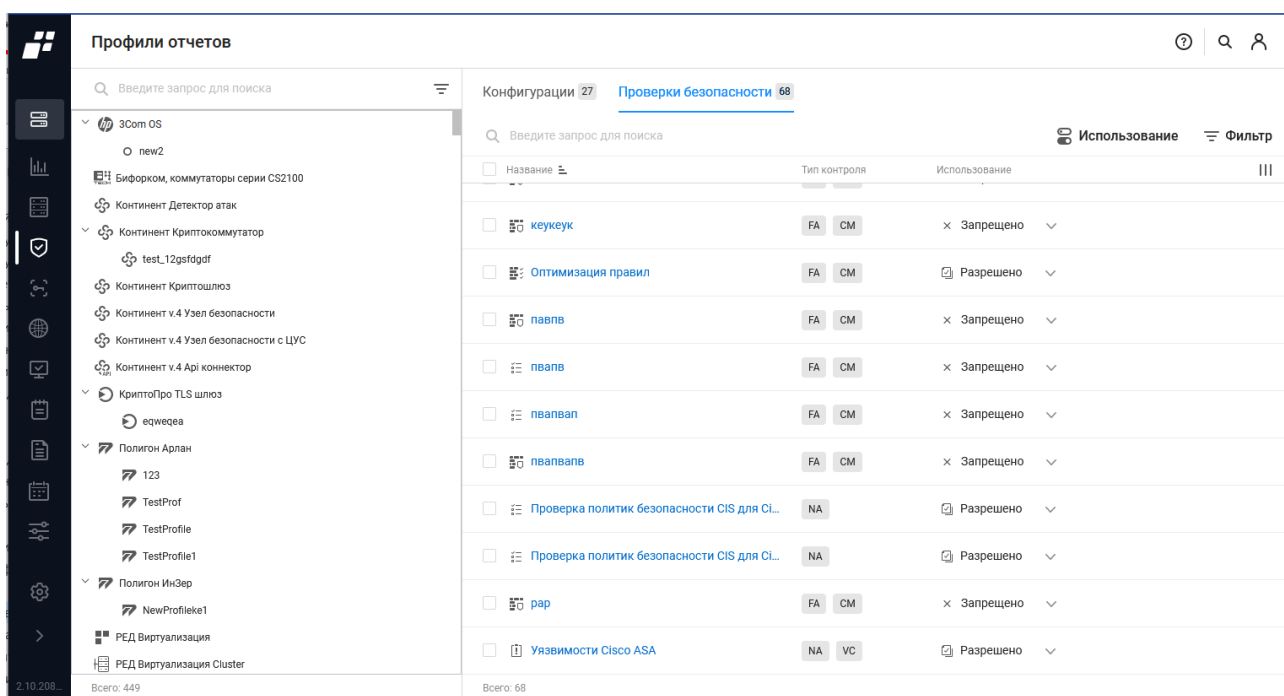 Профили отчетов
Введите запрос для поиска
3Com OS
new2
Бифорком, коммутаторы серии CS2100
Континент Детектор атак
Континент Криптокоммутатор
test_12gsfdgdf
Континент Криптошлюз
Континент v.4 Узел безопасности
Континент v.4 Узел безопасности с ЦУС
Континент v.4 Api коннектор
КриптоПро TLS шлюз
eqweqea
Полигон Арлан
123
TestProf
TestProfile
TestProfile1
Полигон ИнЗер
NewProfileke1
РЕД Виртуализация
РЕД Виртуализация Cluster
Всего: 449
2.10.208...
Конфигурации 27 Проверки безопасности 68
Введите запрос для поиска Использование Фильтр
Название Тип контроля Использование
кеукеук FA CM Запрещено
Оптимизация правил FA CM Разрешено
павпв FA CM Запрещено
пвапв FA CM Запрещено
пвапвап FA CM Запрещено
пвапвапв FA CM Запрещено
Проверка политик безопасности CIS для Ci... NA Разрешено
Проверка политик безопасности CIS для Ci... NA Разрешено
рар FA CM Запрещено
Уязвимости Cisco ASA NA VC Разрешено
Всего: 68